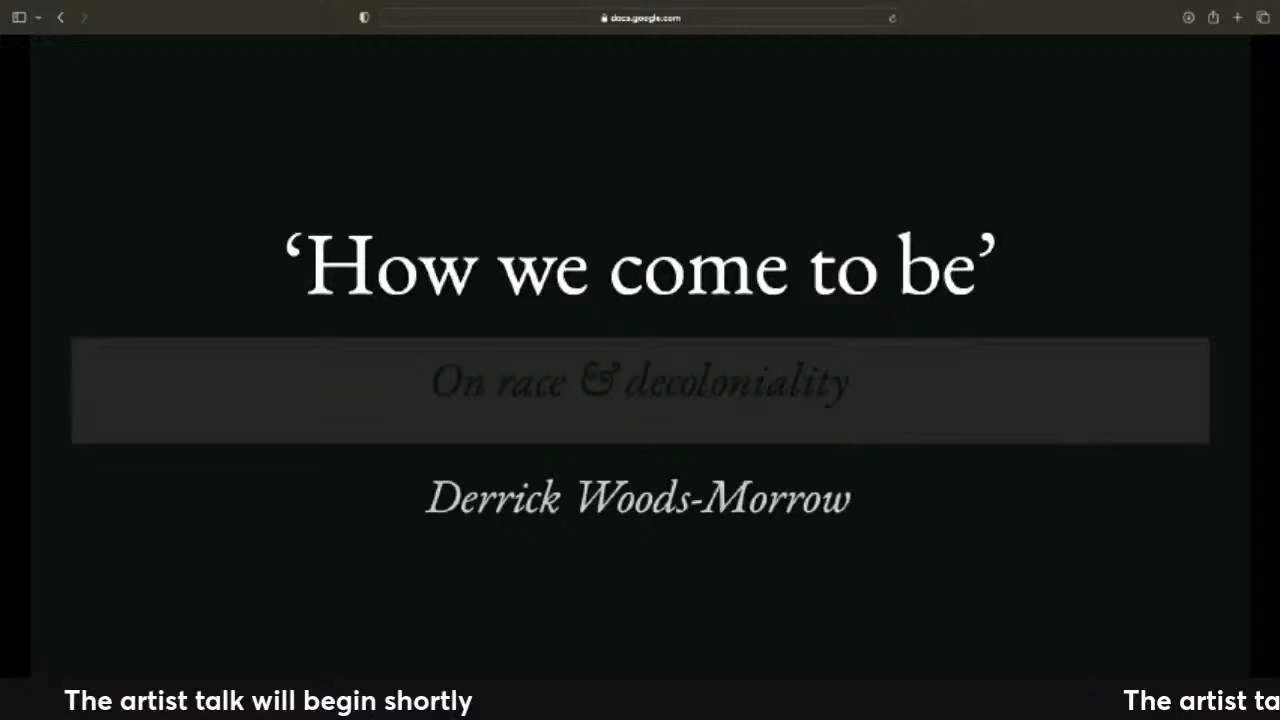 docs.google.com
‘How we come to be’
On race & decoloniality
Derrick Woods-Morrow
The artist talk will begin shortly
The artist ta